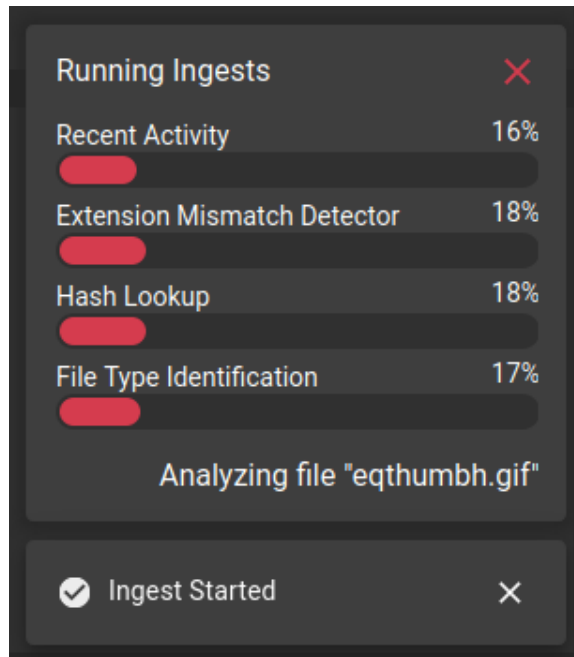 Running Ingests
Recent Activity 16%
Extension Mismatch Detector 18%
Hash Lookup 18%
File Type Identification 17%
Analyzing file "eqthumbh.gif"
Ingest Started